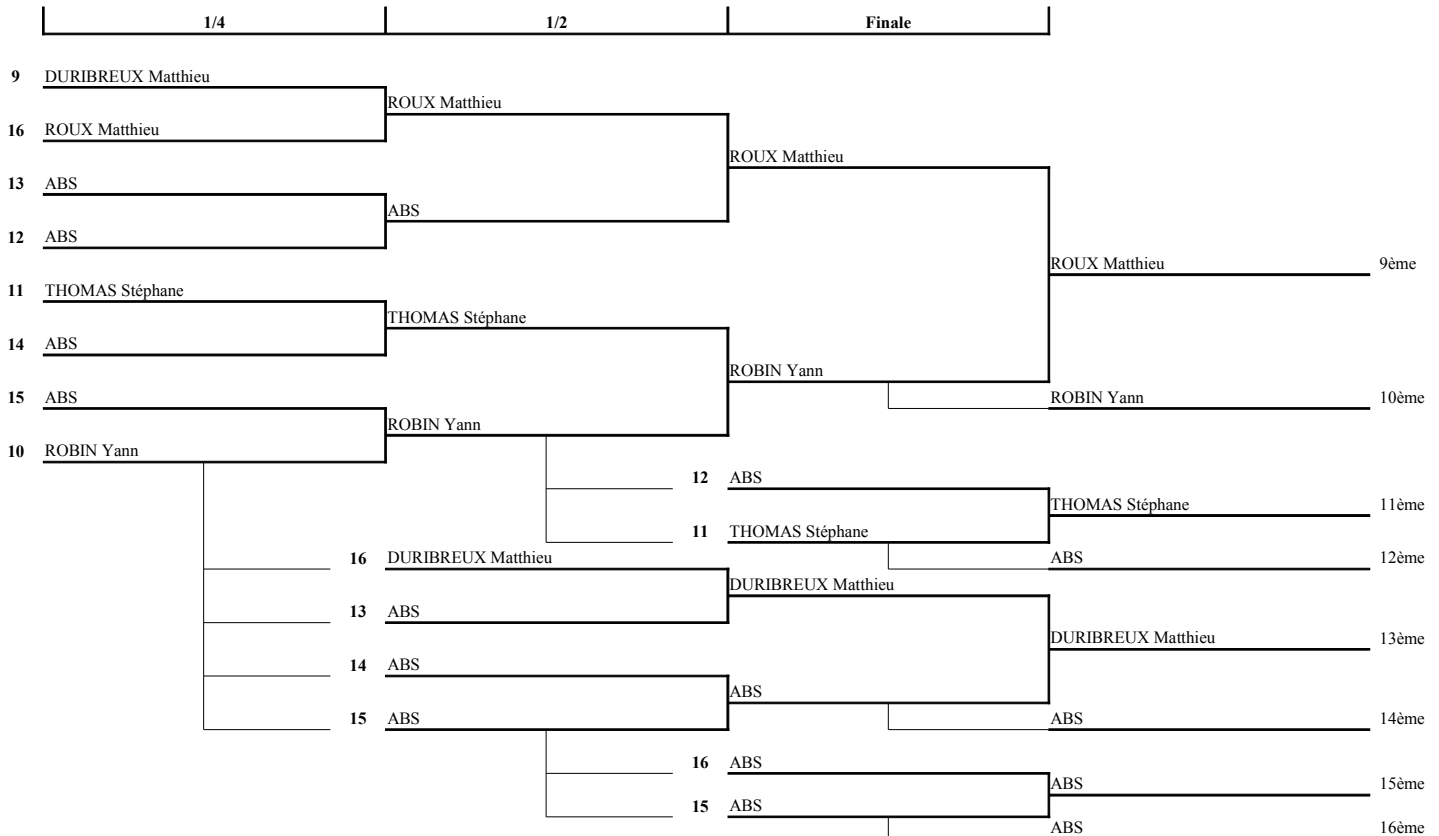 1/4 1/2 Finale
9 DURIBREUX Matthieu
ROUX Matthieu
16 ROUX Matthieu
ROUX Matthieu
13 ABS
ABS
12 ABS
ROUX Matthieu 9ème
11 THOMAS Stéphane
THOMAS Stéphane
14 ABS
ROBIN Yann
15 ABS
ROBIN Yann 10ème
ROBIN Yann
10 ROBIN Yann
12 ABS
THOMAS Stéphane 11ème
11 THOMAS Stéphane
16 DURIBREUX Matthieu
ABS 12ème
DURIBREUX Matthieu
13 ABS
DURIBREUX Matthieu 13ème
14 ABS
ABS
15 ABS
ABS 14ème
16 ABS
ABS 15ème
15 ABS
ABS 16ème